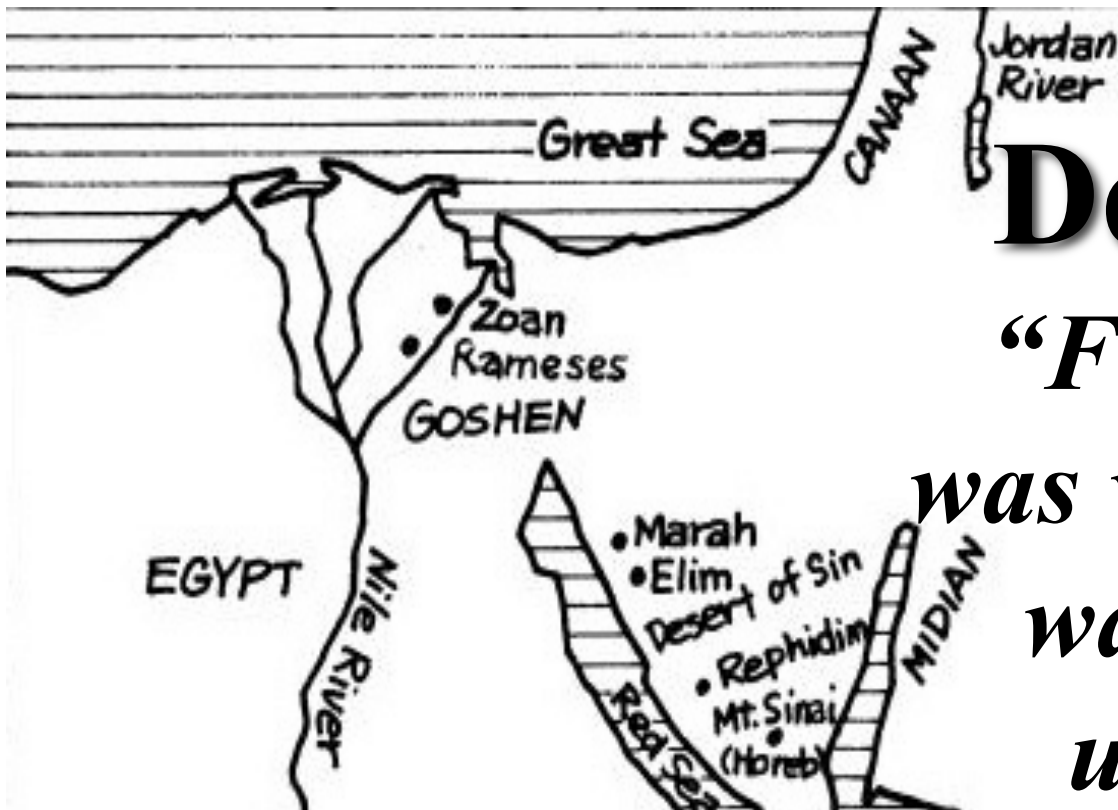 Jordan
River
CANAAN
Great Sea
“F
was
Zoan
Rameses
GOSHEN
EGYPT
Nile River
Marah
Elim
Desert of Sin
Rephidim
Mt. Sinai
(Horeb)
MIDIAN
Red Sea